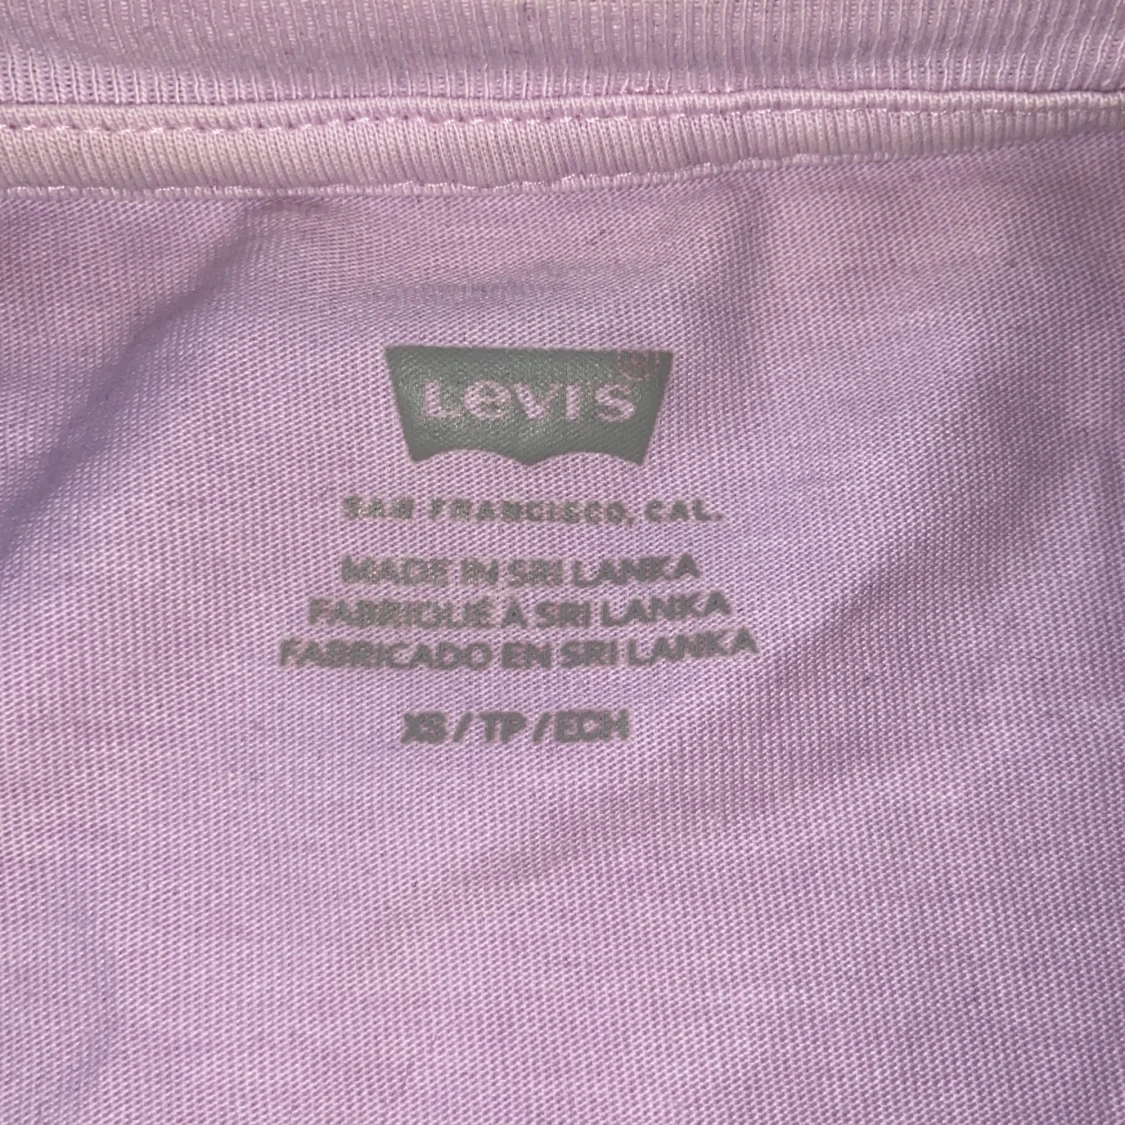 Levi's®
SAN FRANCISCO, CAL.
MADE IN SRI LANKA
FABRIQUÉ À SRI LANKA
FABRICADO EN SRI LANKA
XS / TP / ECH